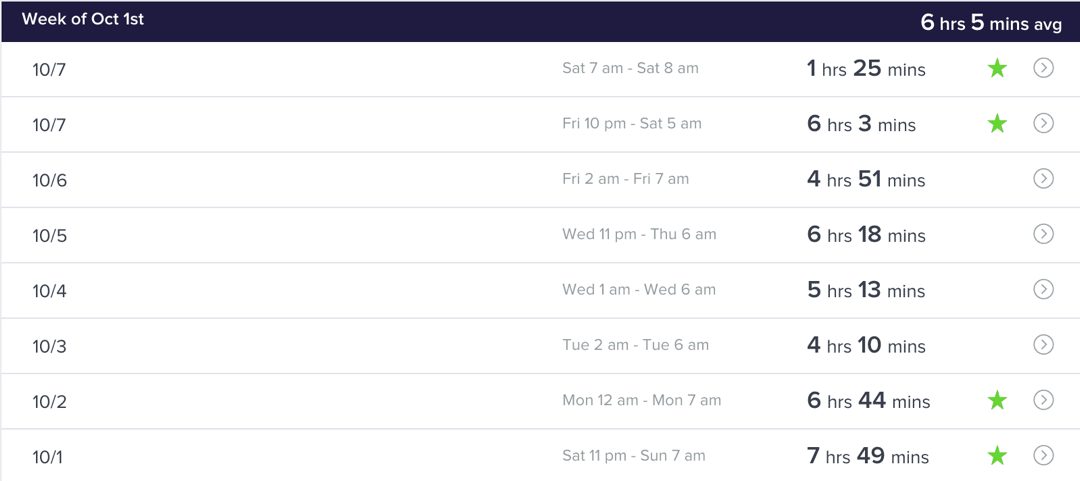 Week of Oct 1st 6 hrs 5 mins avg
10/7 Sat 7 am - Sat 8 am 1 hrs 25 mins
10/7 Fri 10 pm - Sat 5 am 6 hrs 3 mins
10/6 Fri 2 am - Fri 7 am 4 hrs 51 mins
10/5 Wed 11 pm - Thu 6 am 6 hrs 18 mins
10/4 Wed 1 am - Wed 6 am 5 hrs 13 mins
10/3 Tue 2 am - Tue 6 am 4 hrs 10 mins
10/2 Mon 12 am - Mon 7 am 6 hrs 44 mins
10/1 Sat 11 pm - Sun 7 am 7 hrs 49 mins